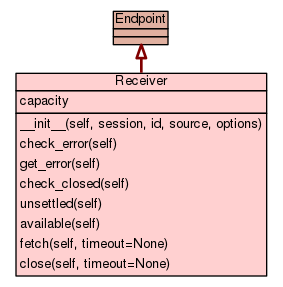 Endpoint
Receiver
capacity
__init__(self, session, id, source, options)
check_error(self)
get_error(self)
check_closed(self)
unsettled(self)
available(self)
fetch(self, timeout=None)
close(self, timeout=None)